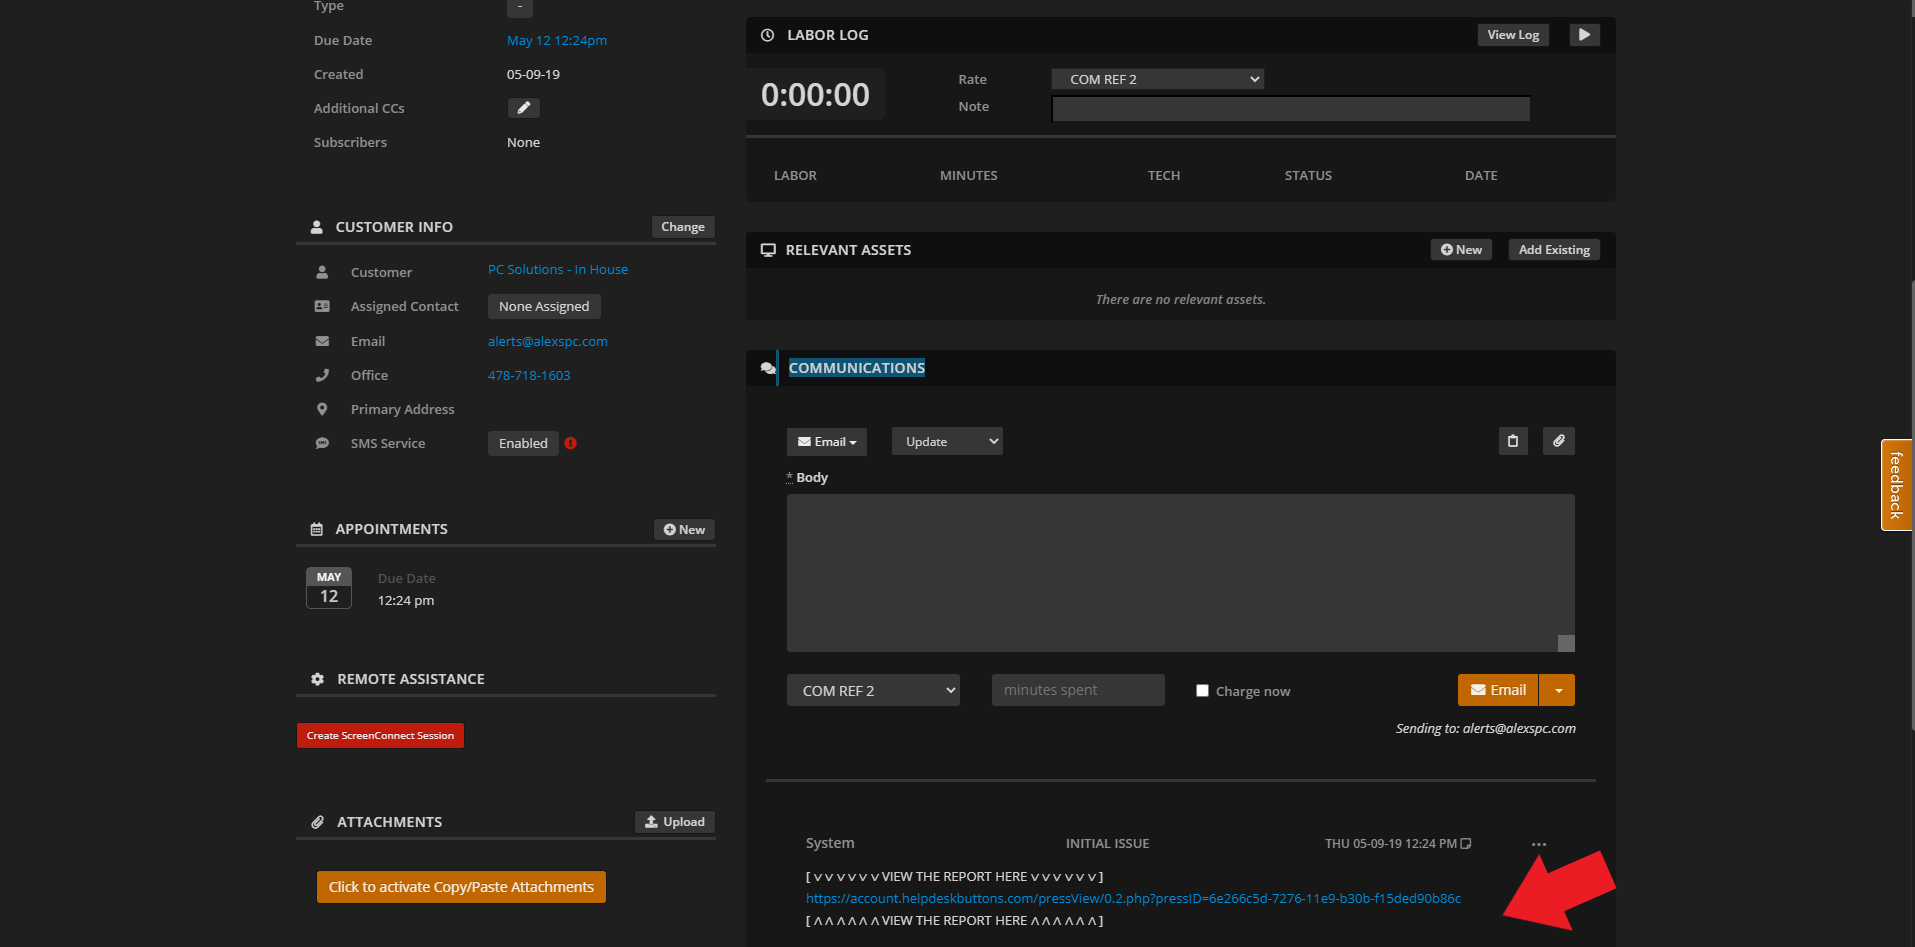 Type
-
Due Date
May 12 12:24pm
Created
05-09-19
Additional CCs
Subscribers
None
CUSTOMER INFO
Change
Customer
PC Solutions - In House
Assigned Contact
None Assigned
Email
alerts@alexspc.com
Office
478-718-1603
Primary Address
SMS Service
Enabled
APPOINTMENTS
New
MAY
12
Due Date
12:24 pm
REMOTE ASSISTANCE
Create ScreenConnect Session
ATTACHMENTS
Upload
Click to activate Copy/Paste Attachments
LABOR LOG
View Log
0:00:00
Rate
COM REF 2
Note
LABOR MINUTES TECH STATUS DATE
RELEVANT ASSETS
New
Add Existing
There are no relevant assets.
COMMUNICATIONS
Email
Update
* Body
COM REF 2
minutes spent
Charge now
Email
Sending to: alerts@alexspc.com
System INITIAL ISSUE THU 05-09-19 12:24 PM
[ v v v v v v VIEW THE REPORT HERE v v v v v v ]
https://account.helpdeskbuttons.com/pressView/0.2.php?pressID=6e266c5d-7276-11e9-b30b-f15ded90b86c
[ ^ ^ ^ ^ ^ ^ VIEW THE REPORT HERE ^ ^ ^ ^ ^ ^ ]
feedback